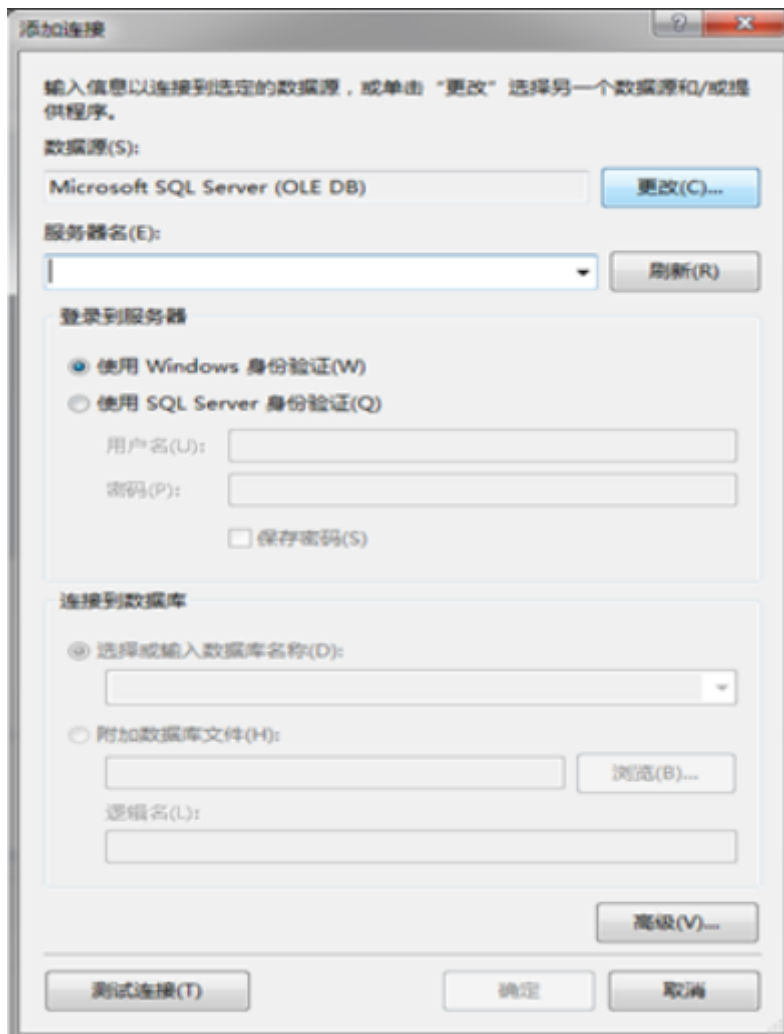 添加连接
输入信息以连接到选定的数据源，或单击“更改”选择另一个数据源和/或提
供程序。
数据源(S):
Microsoft SQL Server (OLE DB) 更改(C)...
服务器名(E):
刷新(R)
登录到服务器
使用 Windows 身份验证(W)
使用 SQL Server 身份验证(Q)
用户名(U):
密码(P):
保存密码(S)
连接到数据库
选择或输入数据库名称(D):
附加数据库文件(H):
浏览(B)...
逻辑名(L):
高级(V)...
测试连接(T) 确定 取消